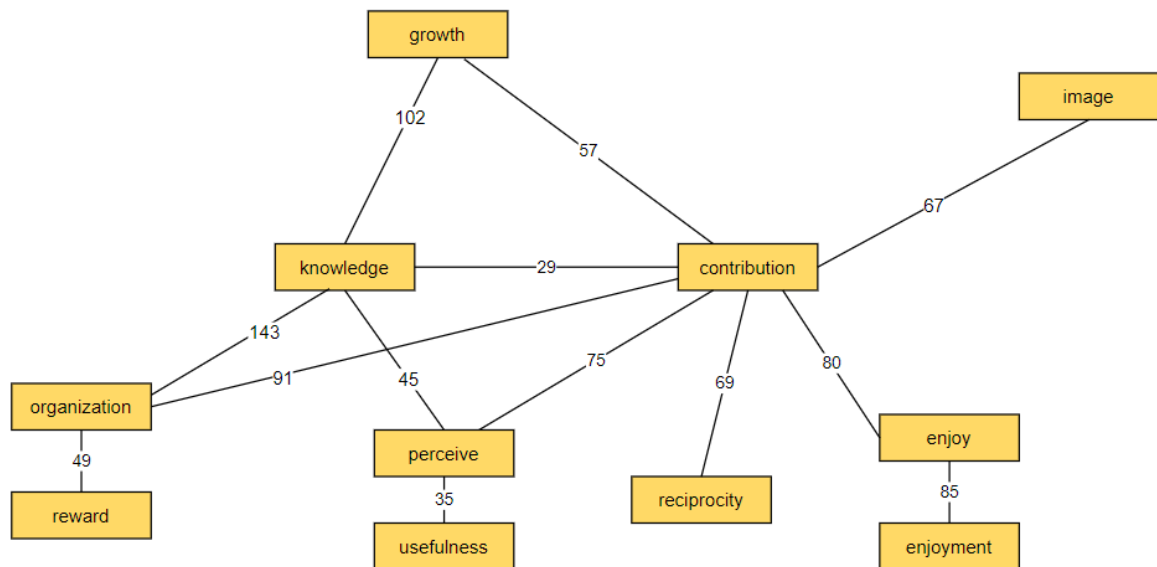 growth
image
102
57
67
knowledge
29
contribution
143
91
45
75
69
80
organization
perceive
enjoy
49
35
85
reward
usefulness
reciprocity
enjoyment